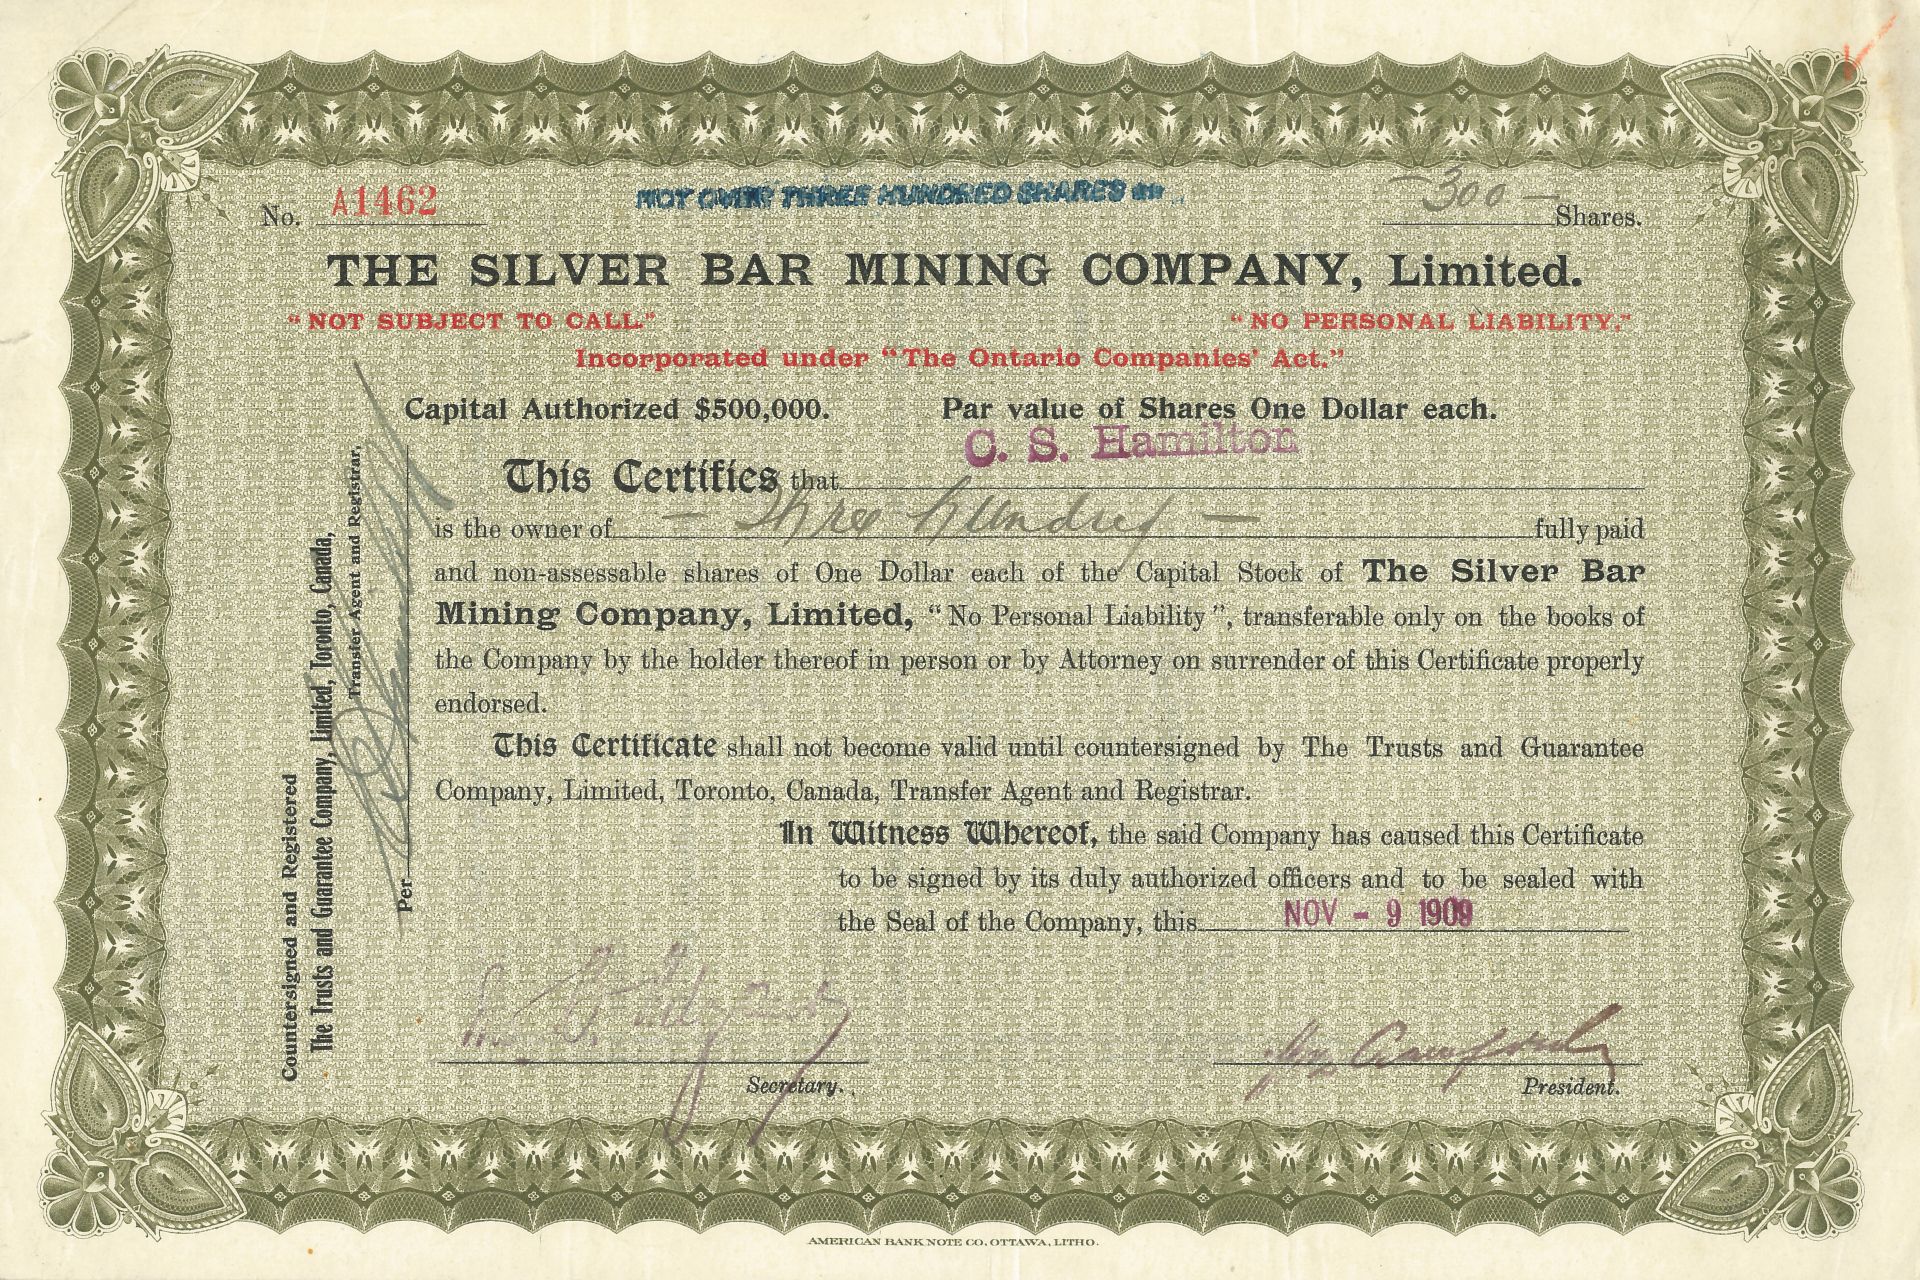 No. A1462
NOT OVER THREE HUNDRED SHARES
— 300 — Shares.
THE SILVER BAR MINING COMPANY, Limited.
“NOT SUBJECT TO CALL.” “NO PERSONAL LIABILITY.”
Incorporated under “The Ontario Companies' Act.”
Capital Authorized $500,000. Par value of Shares One Dollar each.
This Certifies that C. S. Hamilton
is the owner of — Three hundred — fully paid
and non-assessable shares of One Dollar each of the Capital Stock of The Silver Bar
Mining Company, Limited, “No Personal Liability”, transferable only on the books of
the Company by the holder thereof in person or by Attorney on surrender of this Certificate properly
endorsed.
This Certificate shall not become valid until countersigned by The Trusts and Guarantee
Company, Limited, Toronto, Canada, Transfer Agent and Registrar.
In Witness Whereof, the said Company has caused this Certificate
to be signed by its duly authorized officers and to be sealed with
the Seal of the Company, this NOV - 9 1909
Countersigned and Registered
The Trusts and Guarantee Company, Limited, Toronto, Canada,
Transfer Agent and Registrar.
Per
Secretary.
Crawford
President.
AMERICAN BANK NOTE CO. OTTAWA, LITHO.